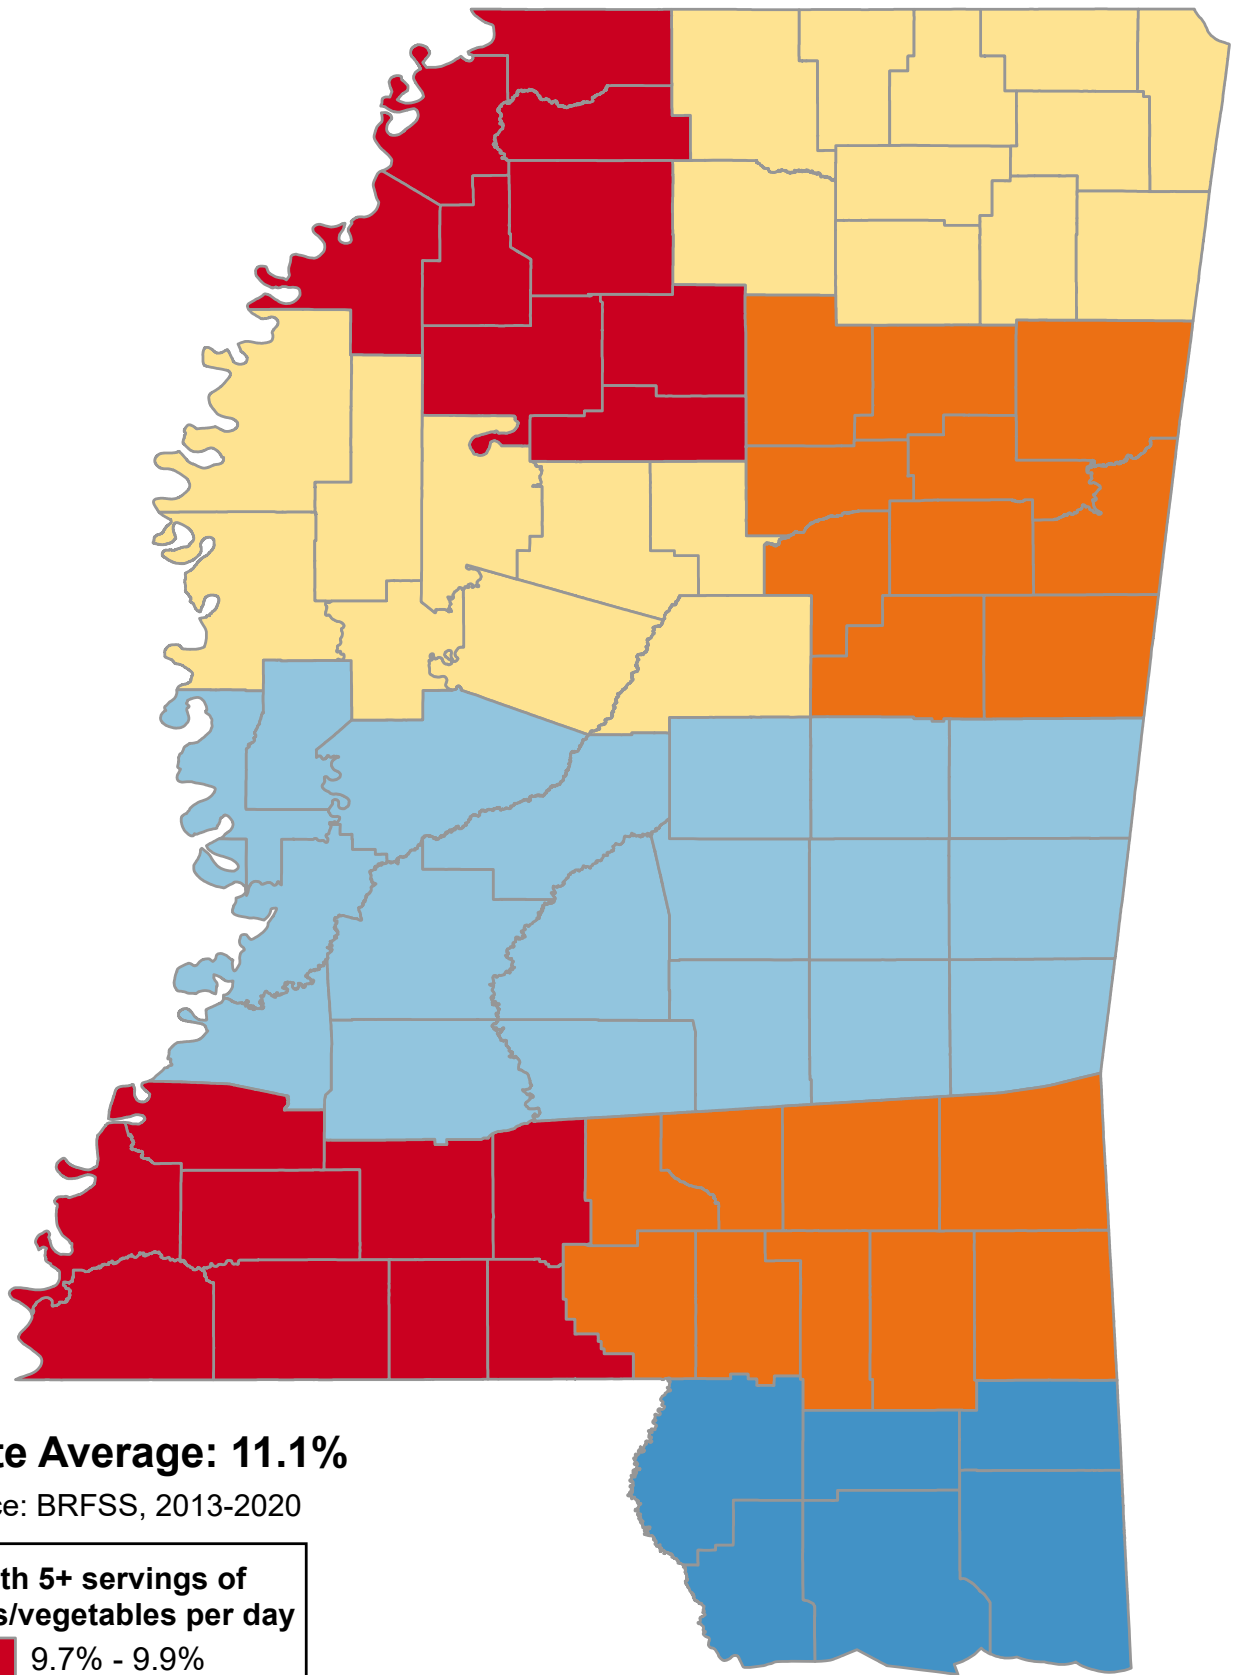 te Average: 11.1%
ce: BRFSS, 2013-2020
th 5+ servings of
s/vegetables per day
9.7% - 9.9%